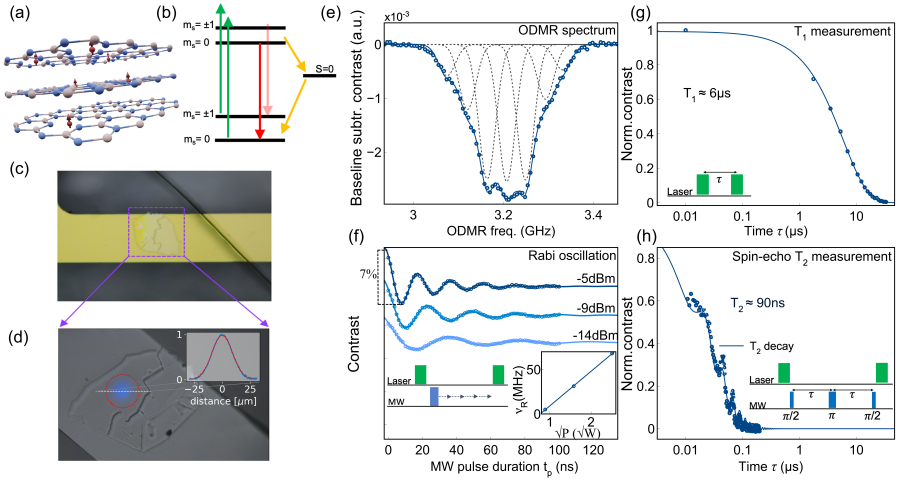 (a)
(b)
mₛ= ±1
mₛ= 0
S=0
mₛ= ±1
mₛ= 0
(c)
(d)
1
0
−25
0
25
distance [μm]
(e)
×10⁻³
ODMR spectrum
0
−1
−2
Baseline subtr. contrast (a.u.)
3
3.2
3.4
ODMR freq. (GHz)
(f)
Rabi oscillation
7%
-5dBm
-9dBm
-14dBm
Contrast
Laser
MW
50
0
ν_R(MHz)
1
2
√P (√W)
0
20
40
60
80
100
120
MW pulse duration tₚ (ns)
(g)
T₁ measurement
1
0.8
0.6
0.4
0.2
0
Norm.contrast
T₁ ≈ 6μs
Laser
τ
0.01
0.1
1
10
Time τ (μs)
(h)
Spin-echo T₂ measurement
0.8
0.6
0.4
0.2
0
Norm.contrast
T₂ ≈ 90ns
T₂ decay
Laser
τ
τ
MW
π/2
π
π/2
0.01
0.1
1
10
Time τ (μs)